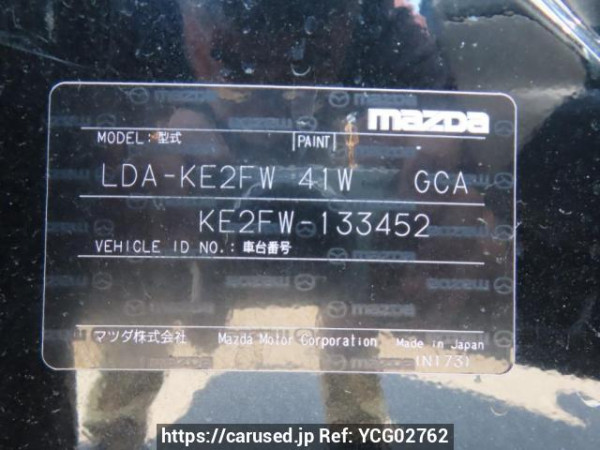 mazda
MODEL:型式 PAINT
LDA-KE2FW 41W GCA
KE2FW-133452
VEHICLE ID NO.: 車台番号
マツダ株式会社 Mazda Motor Corporation Made in Japan
(N173)
https://carused.jp Ref: YCG02762